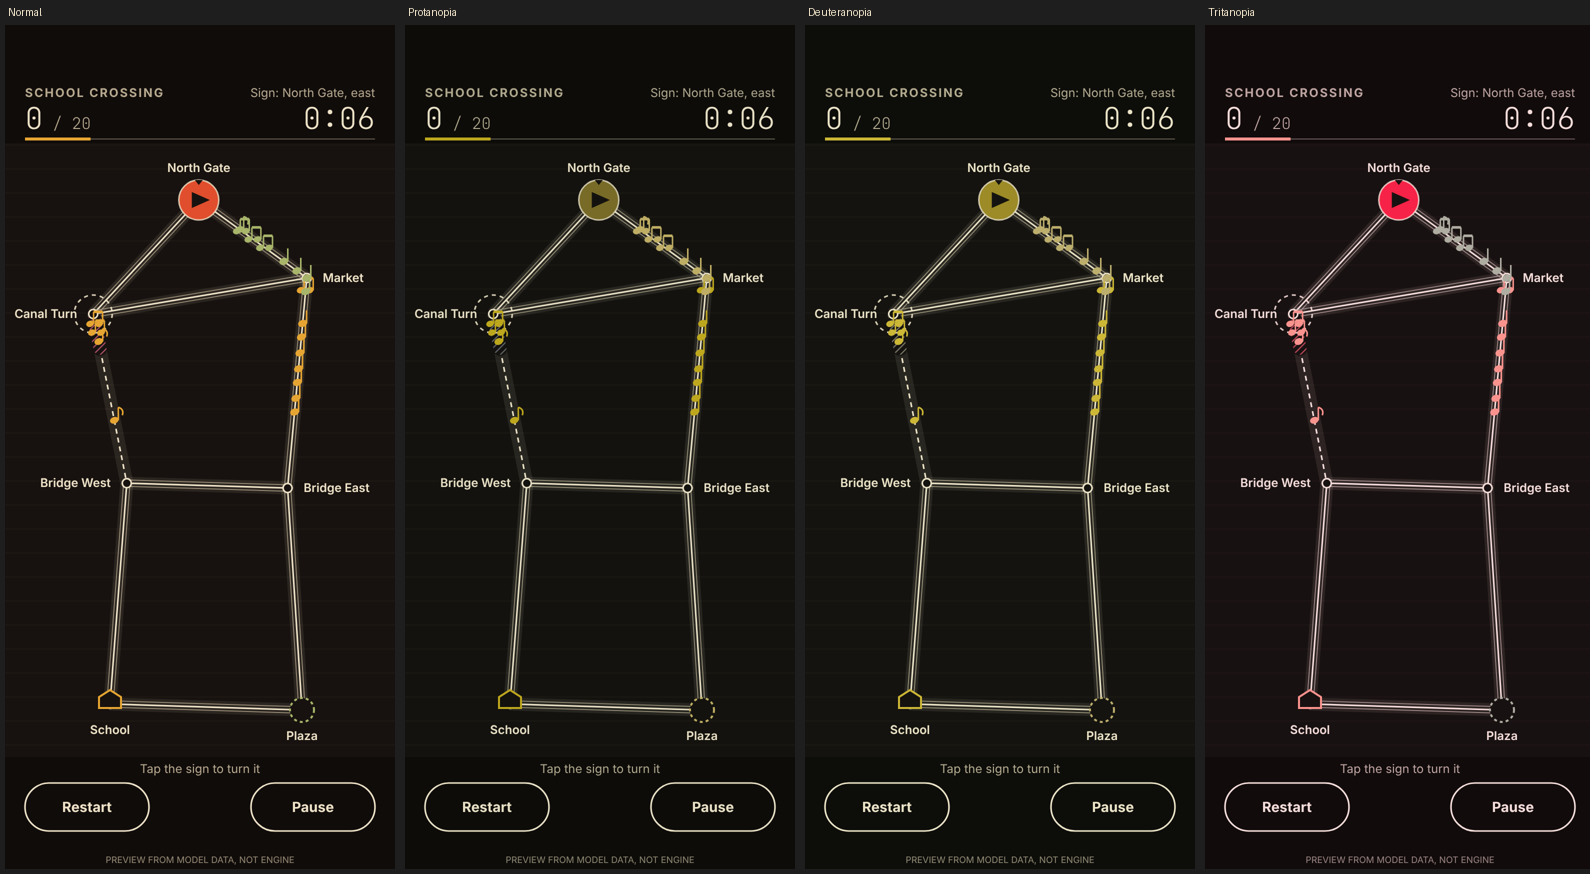 Normal
SCHOOL CROSSING
Sign: North Gate, east
0 / 20
0:06
North Gate
Market
Canal Turn
Bridge West
Bridge East
School
Plaza
Tap the sign to turn it
Restart
Pause
PREVIEW FROM MODEL DATA, NOT ENGINE
Protanopia
SCHOOL CROSSING
Sign: North Gate, east
0 / 20
0:06
North Gate
Market
Canal Turn
Bridge West
Bridge East
School
Plaza
Tap the sign to turn it
Restart
Pause
PREVIEW FROM MODEL DATA, NOT ENGINE
Deuteranopia
SCHOOL CROSSING
Sign: North Gate, east
0 / 20
0:06
North Gate
Market
Canal Turn
Bridge West
Bridge East
School
Plaza
Tap the sign to turn it
Restart
Pause
PREVIEW FROM MODEL DATA, NOT ENGINE
Tritanopia
SCHOOL CROSSING
Sign: North Gate, east
0 / 20
0:06
North Gate
Market
Canal Turn
Bridge West
Bridge East
School
Plaza
Tap the sign to turn it
Restart
Pause
PREVIEW FROM MODEL DATA, NOT ENGINE